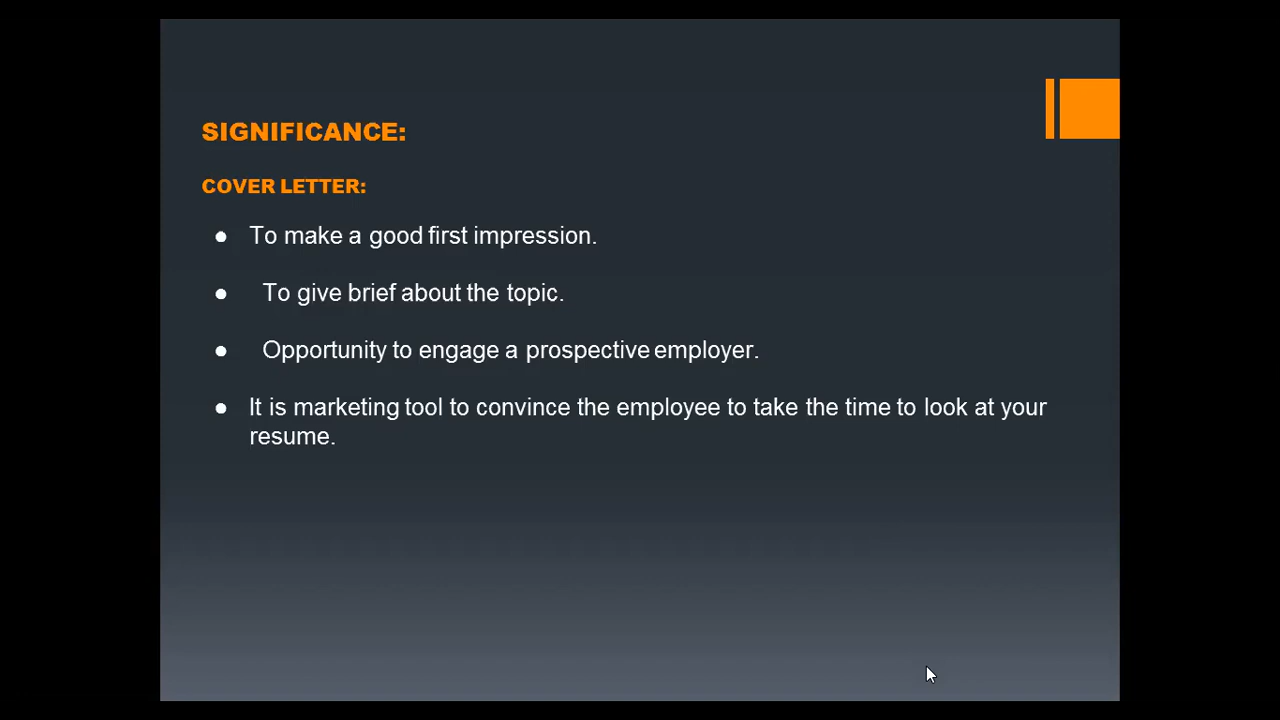 SIGNIFICANCE:
COVER LETTER:
● To make a good first impression.
● To give brief about the topic.
● Opportunity to engage a prospective employer.
● It is marketing tool to convince the employee to take the time to look at your
resume.